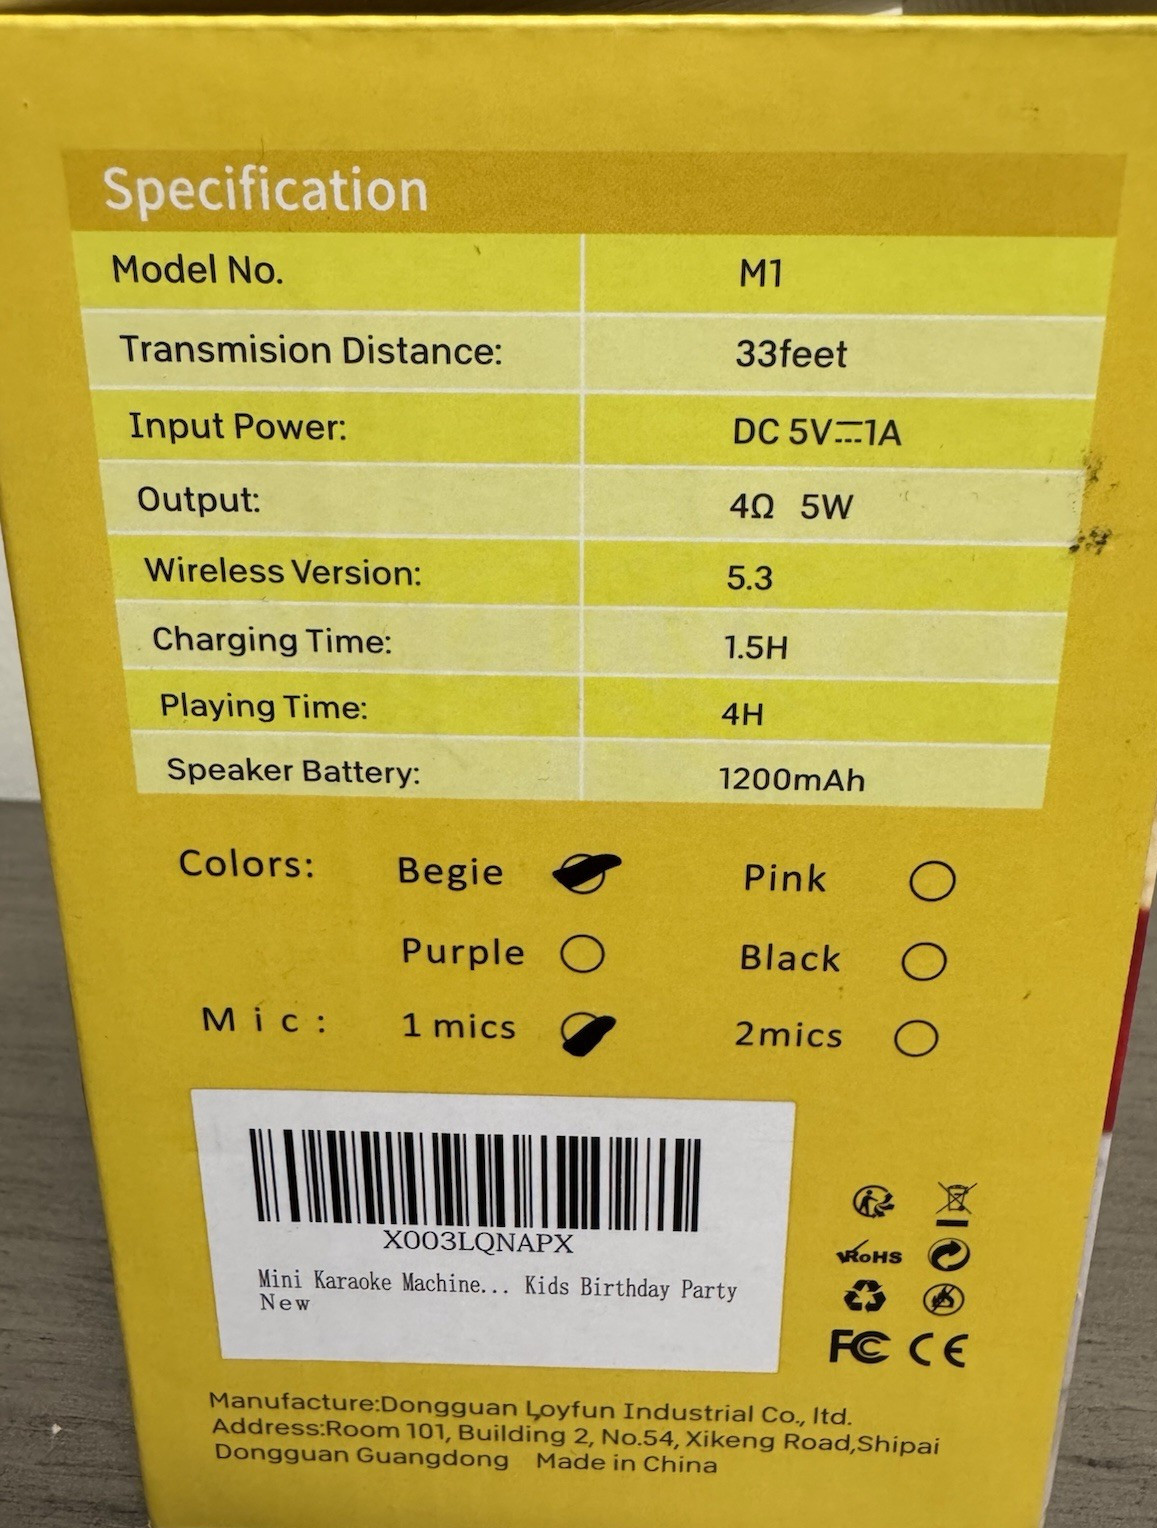 Specification
Model No. M1
Transmision Distance: 33feet
Input Power: DC 5V⎓1A
Output: 4Ω 5W
Wireless Version: 5.3
Charging Time: 1.5H
Playing Time: 4H
Speaker Battery: 1200mAh
Colors: Begie Pink
Purple Black
Mic: 1 mics 2mics
X003LQNAPX
Mini Karaoke Machine... Kids Birthday Party
New
RoHS
FC CE
Manufacture:Dongguan Loyfun Industrial Co., ltd.
Address:Room 101, Building 2, No.54, Xikeng Road,Shipai
Dongguan Guangdong Made in China